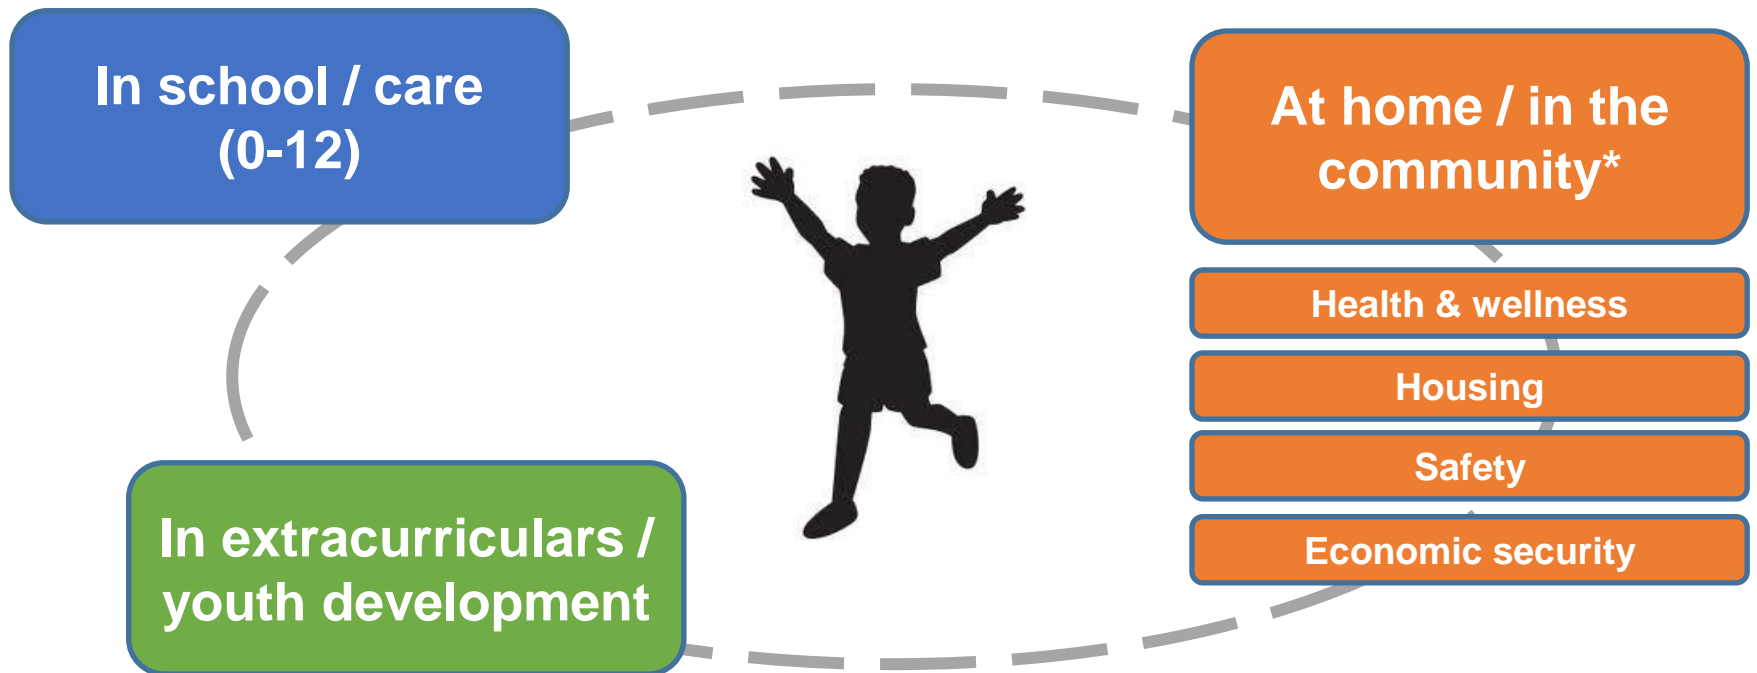 In school / care
(0-12)
At home / in the
community*
Health & wellness
Housing
Safety
Economic security
In extracurriculars /
youth development